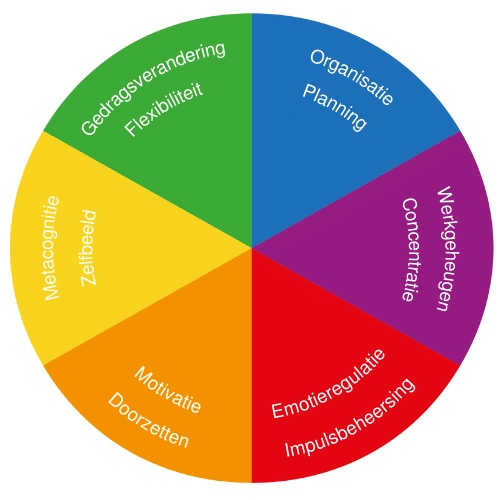 Organisatie
Planning
Werkgeheugen
Concentratie
Emotieregulatie
Impulsbeheersing
Motivatie
Doorzetten
Metacognitie
Zelfbeeld
Gedragsverandering
Flexibiliteit